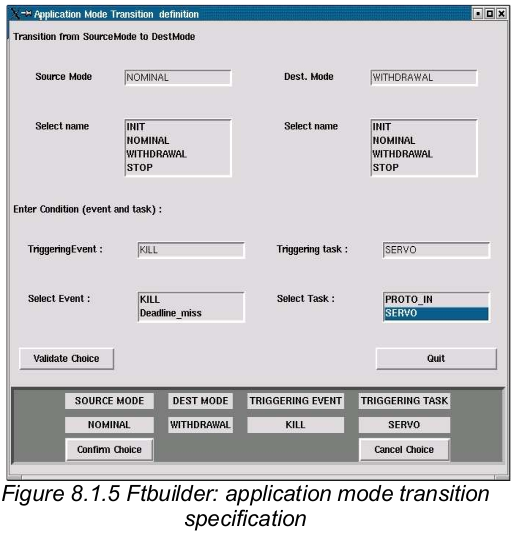 Application Mode Transition definition
Transition from SourceMode to DestMode
Source Mode NOMINAL Dest. Mode WITHDRAWAL
Select name INIT Select name INIT
NOMINAL NOMINAL
WITHDRAWAL WITHDRAWAL
STOP STOP
Enter Condition (event and task) :
TriggeringEvent : KILL Triggering task : SERVO
Select Event : KILL Select Task : PROTO_IN
Deadline_miss SERVO
Validate Choice Quit
SOURCE MODE DEST MODE TRIGGERING EVENT TRIGGERING TASK
NOMINAL WITHDRAWAL KILL SERVO
Confirm Choice Cancel Choice
Figure 8.1.5 Ftbuilder: application mode transition
specification